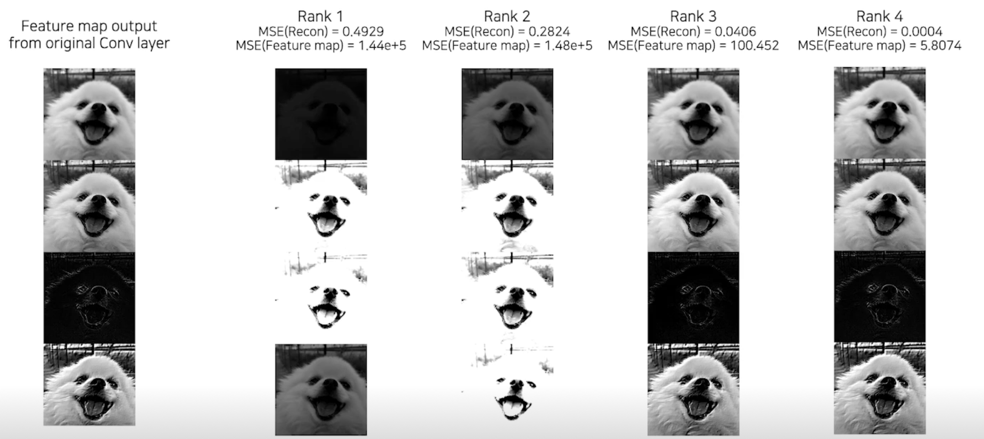 Feature map output
from original Conv layer
Rank 1
MSE(Recon) = 0.4929
MSE(Feature map) = 1.44e+5
Rank 2
MSE(Recon) = 0.2824
MSE(Feature map) = 1.48e+5
Rank 3
MSE(Recon) = 0.0406
MSE(Feature map) = 100.452
Rank 4
MSE(Recon) = 0.0004
MSE(Feature map) = 5.8074